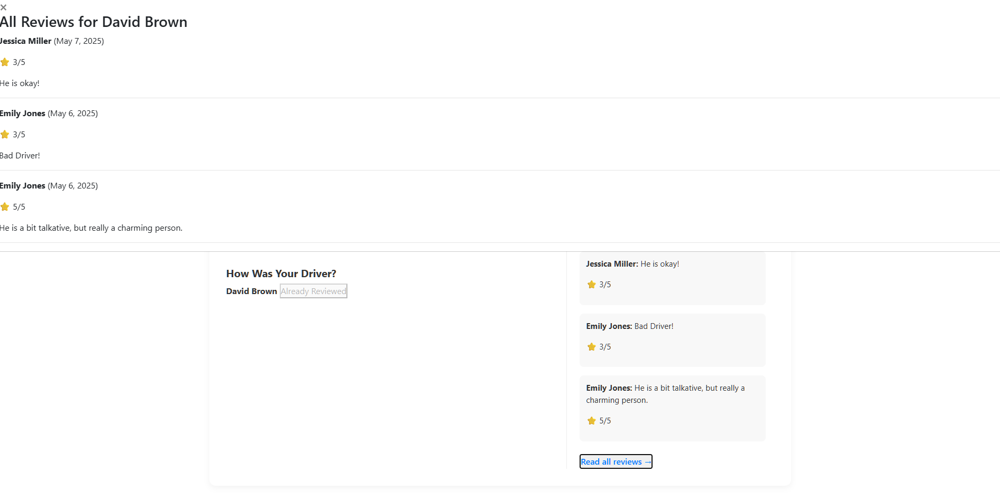 ×
All Reviews for David Brown
Jessica Miller (May 7, 2025)
3/5
He is okay!
Emily Jones (May 6, 2025)
3/5
Bad Driver!
Emily Jones (May 6, 2025)
5/5
He is a bit talkative, but really a charming person.
How Was Your Driver?
David Brown Already Reviewed
Jessica Miller: He is okay!
3/5
Emily Jones: Bad Driver!
3/5
Emily Jones: He is a bit talkative, but really a
charming person.
5/5
Read all reviews →